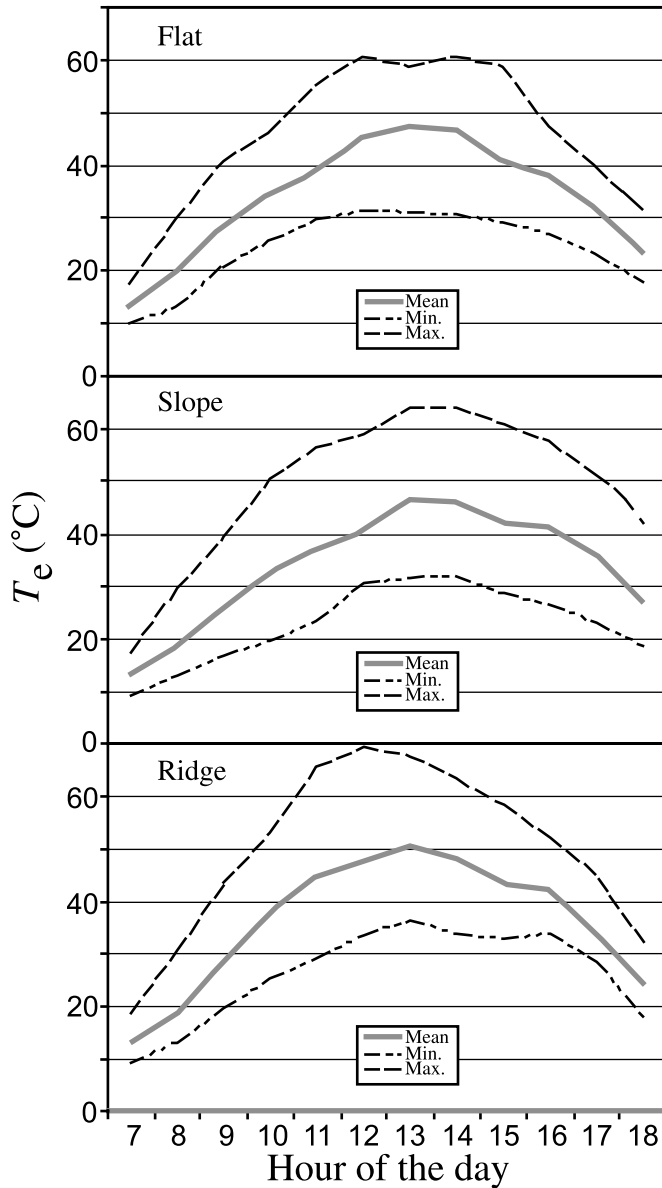 Flat
60
40
20
0
Mean
Min.
Max.
Slope
60
40
20
0
Mean
Min.
Max.
Te (°C)
Ridge
60
40
20
0
Mean
Min.
Max.
7 8 9 10 11 12 13 14 15 16 17 18
Hour of the day